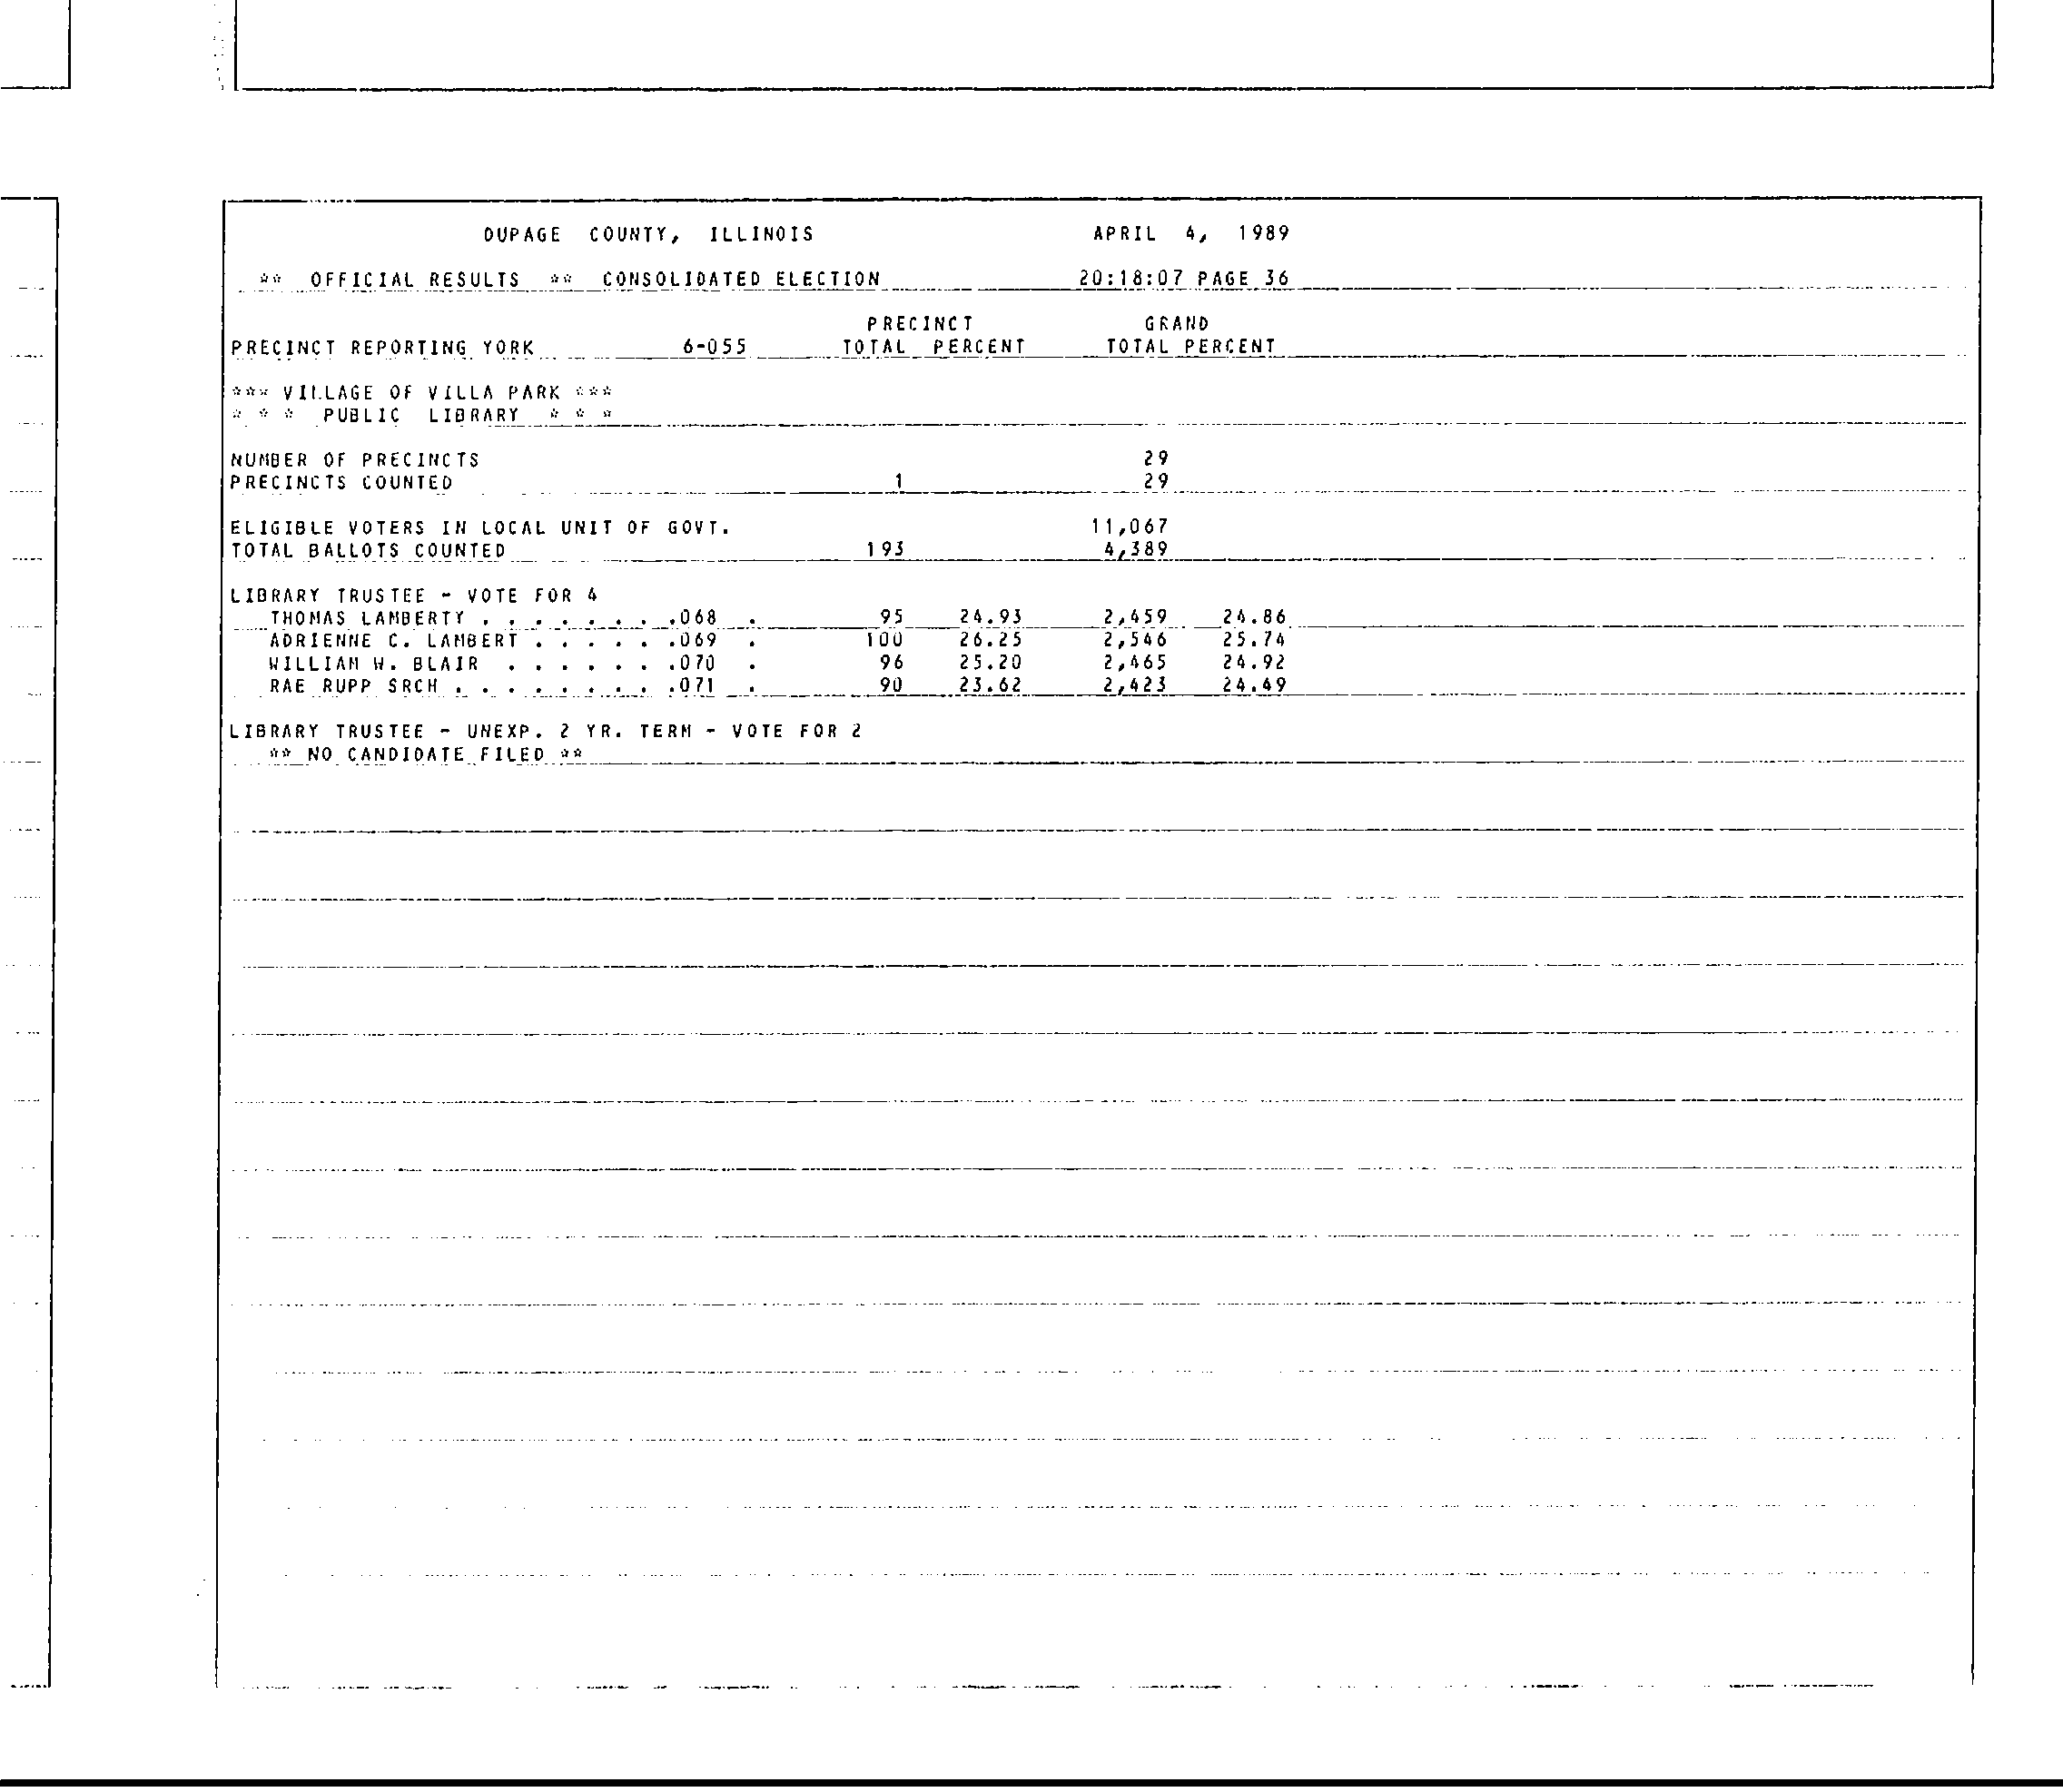 DUPAGE COUNTY, ILLINOIS APRIL 4, 1989
** OFFICIAL RESULTS ** CONSOLIDATED ELECTION 20:18:07 PAGE 36
PRECINCT GRAND
PRECINCT REPORTING YORK 6-055 TOTAL PERCENT TOTAL PERCENT
*** VILLAGE OF VILLA PARK ***
* * * PUBLIC LIBRARY * * *
NUMBER OF PRECINCTS 29
PRECINCTS COUNTED 1 29
ELIGIBLE VOTERS IN LOCAL UNIT OF GOVT. 11,067
TOTAL BALLOTS COUNTED 193 4,389
LIBRARY TRUSTEE - VOTE FOR 4
THOMAS LAMBERTY . . . . . . . .068 . 95 24.93 2,459 24.86
ADRIENNE C. LAMBERT . . . . . .069 . 100 26.25 2,546 25.74
WILLIAM W. BLAIR . . . . . . .070 . 96 25.20 2,465 24.92
RAE RUPP SRCH . . . . . . . . .071 . 90 23.62 2,423 24.49
LIBRARY TRUSTEE - UNEXP. 2 YR. TERM - VOTE FOR 2
** NO CANDIDATE FILED **